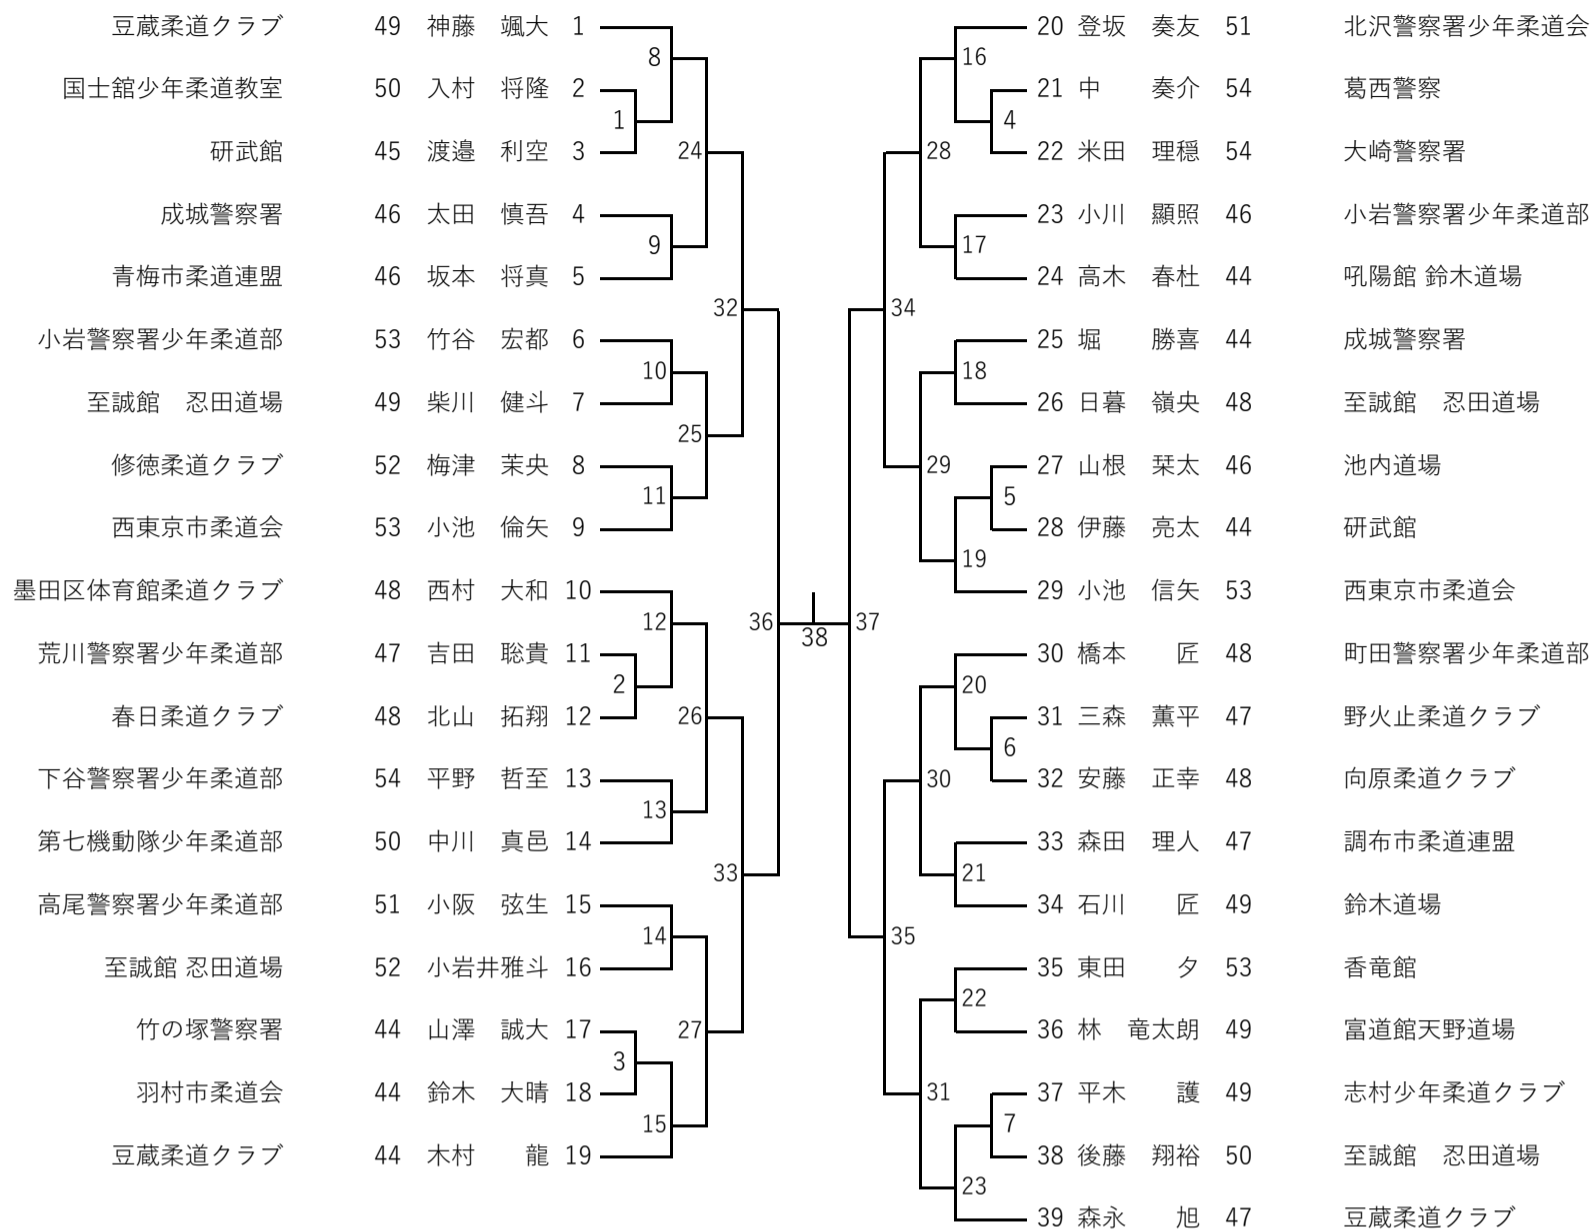 豆蔵柔道クラブ 49 神藤 颯大 1
国士舘少年柔道教室 50 入村 将隆 2
研武館 45 渡邉 利空 3
成城警察署 46 太田 慎吾 4
青梅市柔道連盟 46 坂本 将真 5
小岩警察署少年柔道部 53 竹谷 宏都 6
至誠館 忍田道場 49 柴川 健斗 7
修徳柔道クラブ 52 梅津 茉央 8
西東京市柔道会 53 小池 倫矢 9
墨田区体育館柔道クラブ 48 西村 大和 10
荒川警察署少年柔道部 47 吉田 聡貴 11
春日柔道クラブ 48 北山 拓翔 12
下谷警察署少年柔道部 54 平野 哲至 13
第七機動隊少年柔道部 50 中川 真邑 14
高尾警察署少年柔道部 51 小阪 弦生 15
至誠館 忍田道場 52 小岩井雅斗 16
竹の塚警察署 44 山澤 誠大 17
羽村市柔道会 44 鈴木 大晴 18
豆蔵柔道クラブ 44 木村 龍 19
8
1
24
9
32
10
25
11
12
36
2
26
13
33
14
27
3
15
38
20 登坂 奏友 51 北沢警察署少年柔道会
21 中 奏介 54 葛西警察
22 米田 理穏 54 大崎警察署
23 小川 顯照 46 小岩警察署少年柔道部
24 高木 春杜 44 吼陽館 鈴木道場
25 堀 勝喜 44 成城警察署
26 日暮 嶺央 48 至誠館 忍田道場
27 山根 栞太 46 池内道場
28 伊藤 亮太 44 研武館
29 小池 信矢 53 西東京市柔道会
30 橋本 匠 48 町田警察署少年柔道部
31 三森 薫平 47 野火止柔道クラブ
32 安藤 正幸 48 向原柔道クラブ
33 森田 理人 47 調布市柔道連盟
34 石川 匠 49 鈴木道場
35 東田 夕 53 香竜館
36 林 竜太朗 49 富道館天野道場
37 平木 護 49 志村少年柔道クラブ
38 後藤 翔裕 50 至誠館 忍田道場
39 森永 旭 47 豆蔵柔道クラブ
16
4
28
17
34
18
29
5
19
37
20
6
30
21
35
22
31
7
23